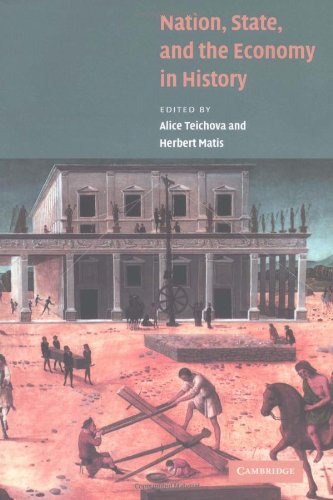 Nation, State,
and the Economy
in History
EDITED BY
Alice Teichova and
Herbert Matis
CAMBRIDGE